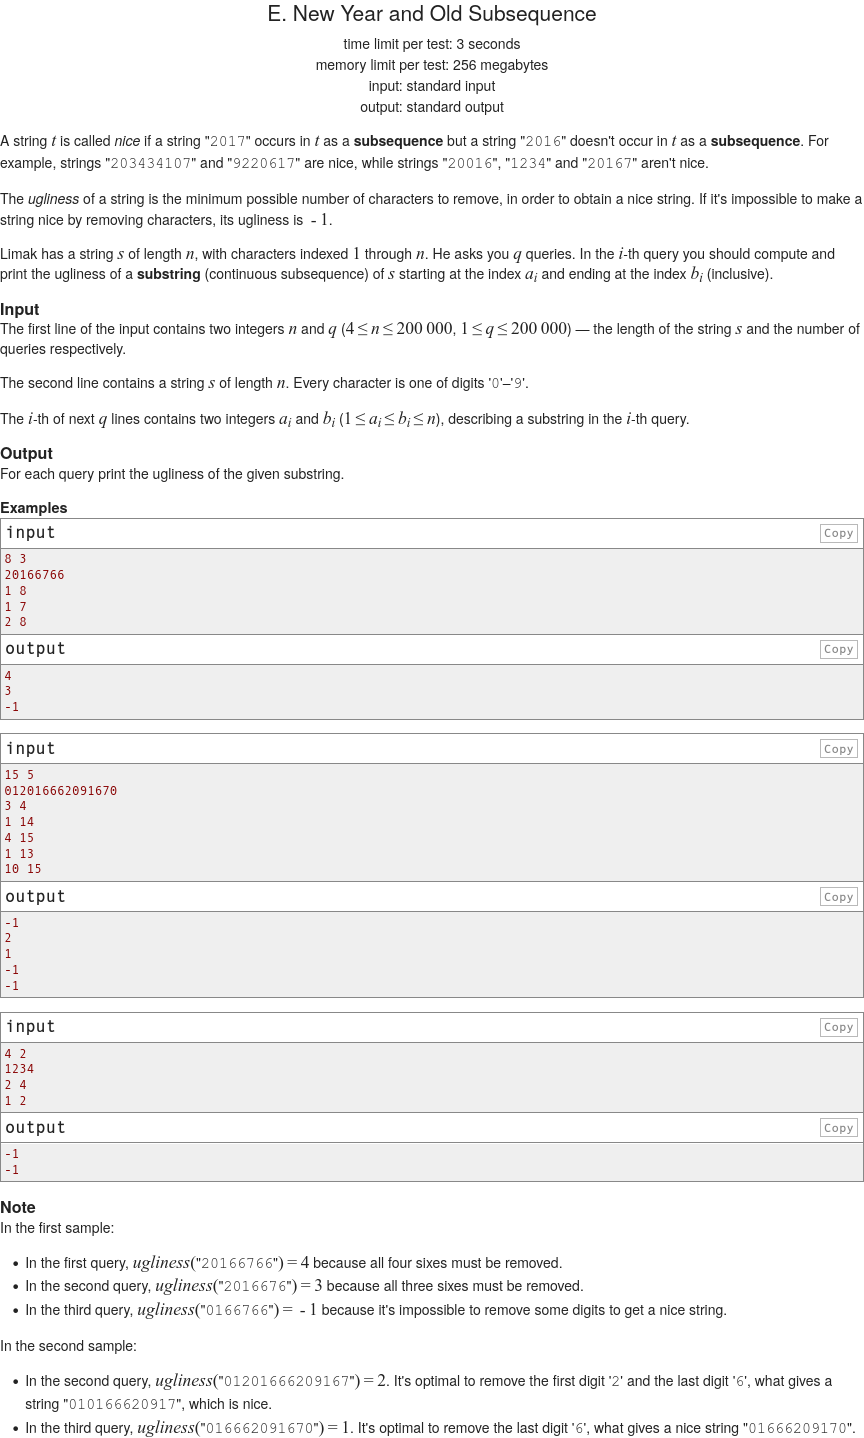 E. New Year and Old Subsequence
time limit per test: 3 seconds
memory limit per test: 256 megabytes
input: standard input
output: standard output
A string t is called nice if a string "2017" occurs in t as a subsequence but a string "2016" doesn't occur in t as a subsequence. For
example, strings "203434107" and "9220617" are nice, while strings "20016", "1234" and "20167" aren't nice.
The ugliness of a string is the minimum possible number of characters to remove, in order to obtain a nice string. If it's impossible to make a
string nice by removing characters, its ugliness is - 1.
Limak has a string s of length n, with characters indexed 1 through n. He asks you q queries. In the i-th query you should compute and
print the ugliness of a substring (continuous subsequence) of s starting at the index ai and ending at the index bi (inclusive).
Input
The first line of the input contains two integers n and q (4 ≤ n ≤ 200 000, 1 ≤ q ≤ 200 000) — the length of the string s and the number of
queries respectively.
The second line contains a string s of length n. Every character is one of digits '0'–'9'.
The i-th of next q lines contains two integers ai and bi (1 ≤ ai ≤ bi ≤ n), describing a substring in the i-th query.
Output
For each query print the ugliness of the given substring.
Examples
input Copy
8 3
20166766
1 8
1 7
2 8
output Copy
4
3
-1
input Copy
15 5
012016662091670
3 4
1 14
4 15
1 13
10 15
output Copy
-1
2
1
-1
-1
input Copy
4 2
1234
2 4
1 2
output Copy
-1
-1
Note
In the first sample:
• In the first query, ugliness("20166766") = 4 because all four sixes must be removed.
• In the second query, ugliness("2016676") = 3 because all three sixes must be removed.
• In the third query, ugliness("0166766") = - 1 because it's impossible to remove some digits to get a nice string.
In the second sample:
• In the second query, ugliness("01201666209167") = 2. It's optimal to remove the first digit '2' and the last digit '6', what gives a
string "010166620917", which is nice.
• In the third query, ugliness("016662091670") = 1. It's optimal to remove the last digit '6', what gives a nice string "01666209170".